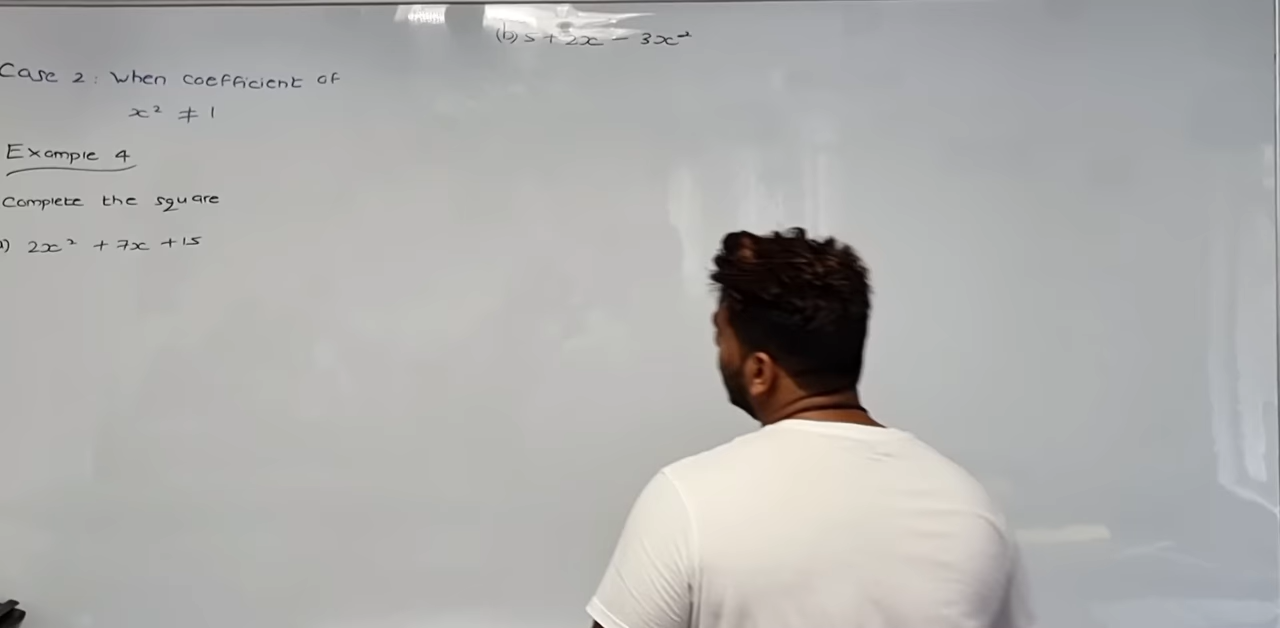 Case 2: when coefficient of
x² ≠ 1
Example 4
Complete the square
a) 2x² + 7x + 15
(b) 5 + 2x - 3x²